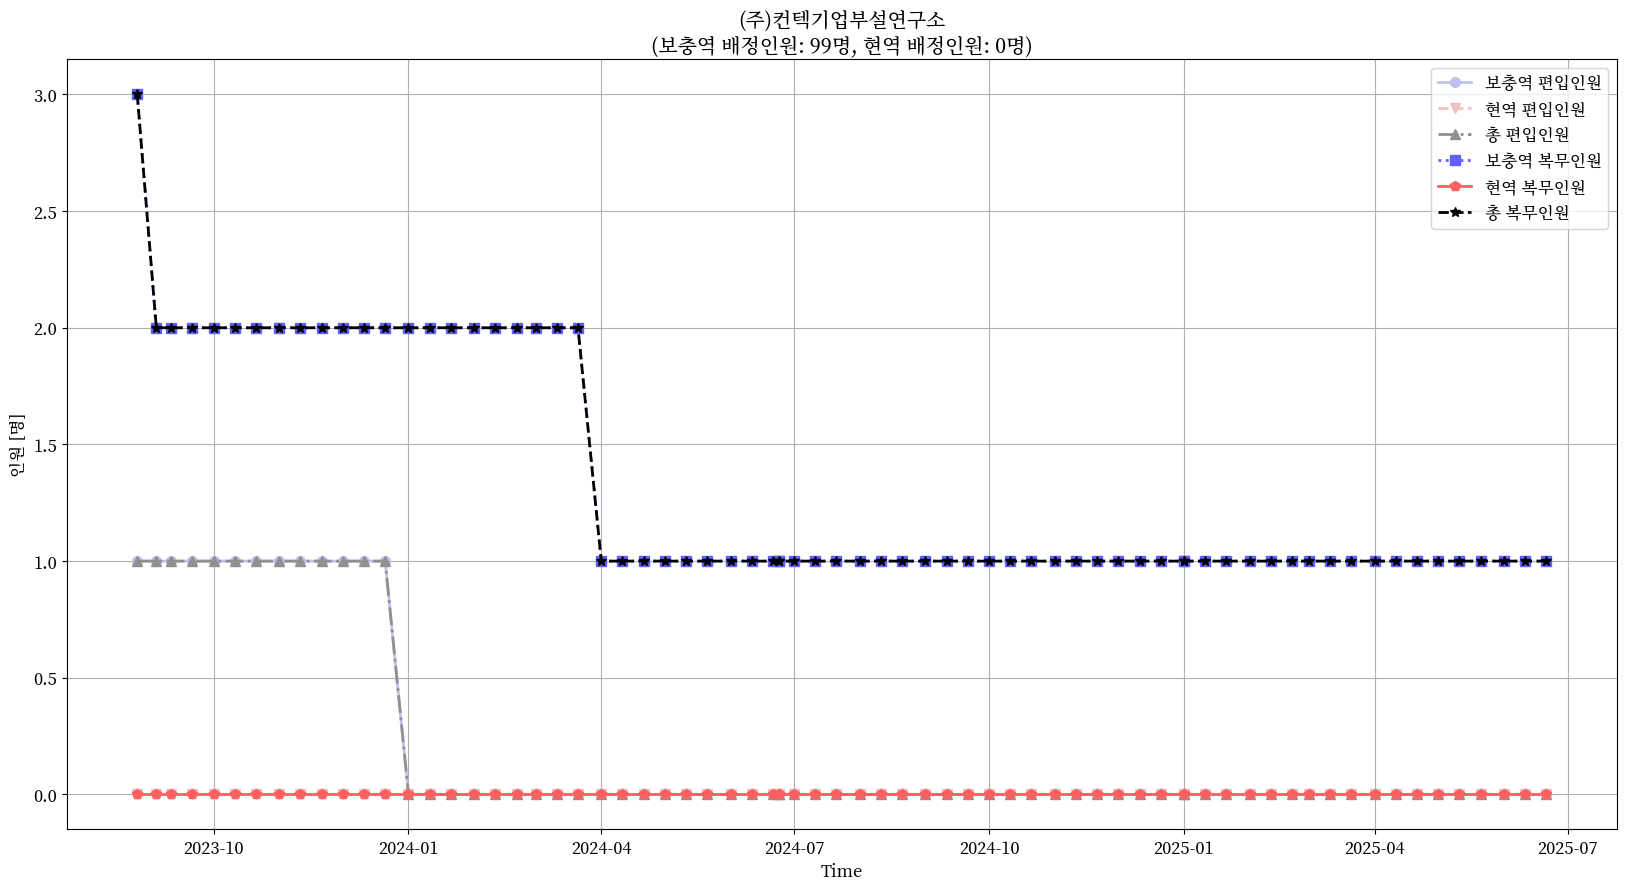 (주)컨텍기업부설연구소
(보충역 배정인원: 99명, 현역 배정인원: 0명)
보충역 편입인원
현역 편입인원
총 편입인원
보충역 복무인원
현역 복무인원
총 복무인원
인원 [명]
3.0
2.5
2.0
1.5
1.0
0.5
0.0
2023-10 2024-01 2024-04 2024-07 2024-10 2025-01 2025-04 2025-07
Time